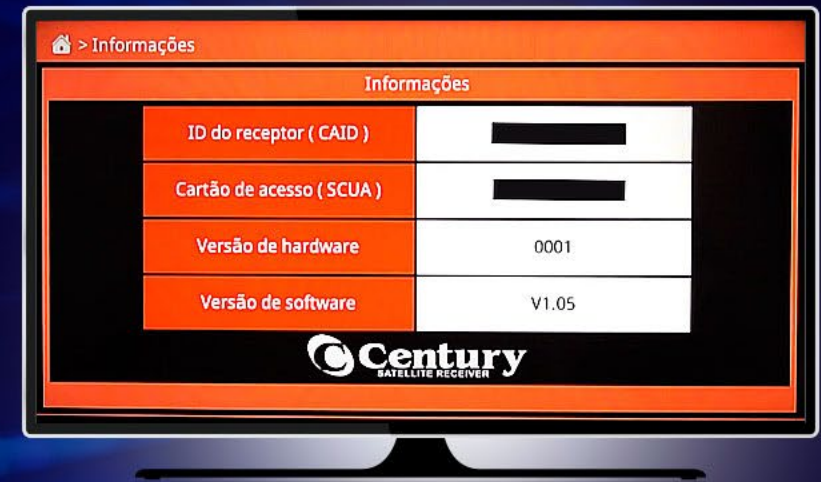 > Informações
Informações
ID do receptor ( CAID )
Cartão de acesso ( SCUA )
Versão de hardware 0001
Versão de software V1.05
Century
SATELLITE RECEIVER